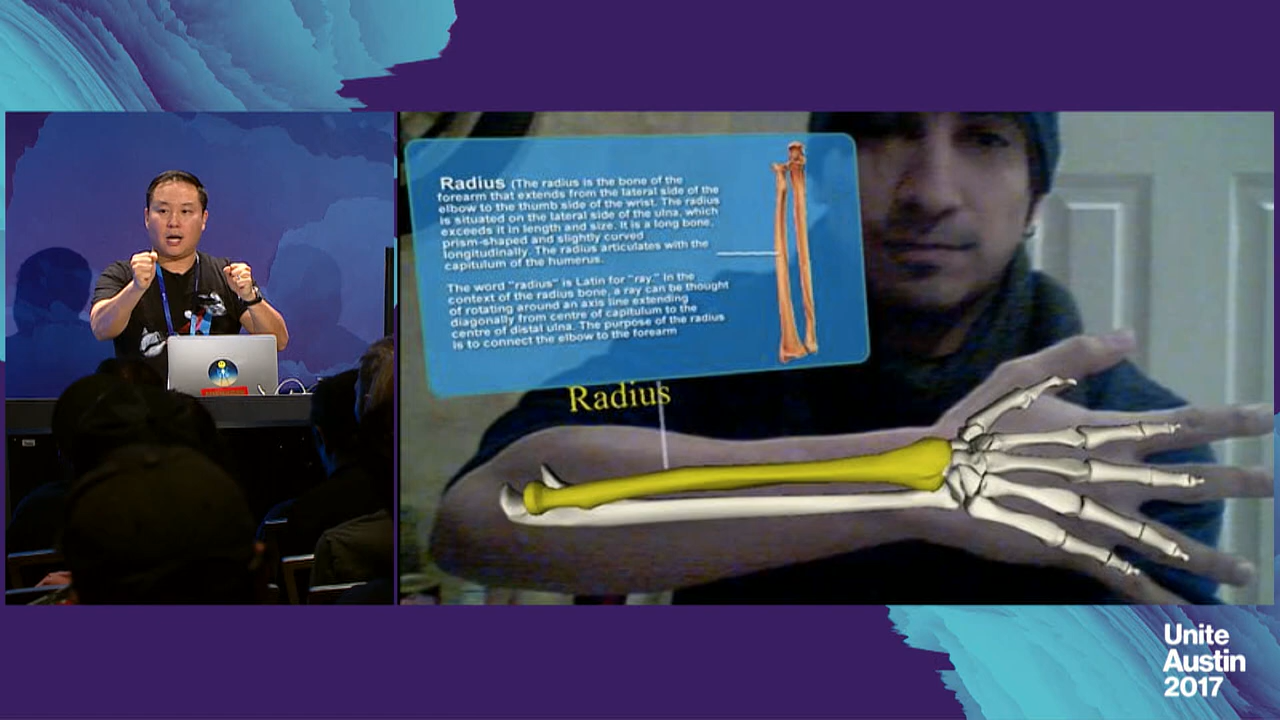 Radius (The radius is the bone of the
forearm that extends from the lateral side of the
elbow to the thumb side of the wrist. The radius
is situated on the lateral side of the ulna, which
exceeds it in length and size. It is a long bone,
prism-shaped and slightly curved
longitudinally. The radius articulates with the
capitulum of the humerus.
The word "radius" is Latin for "ray." In the
context of the radius bone, a ray can be thought
of rotating around an axis line extending
diagonally from centre of capitulum to the
centre of distal ulna. The purpose of the radius
is to connect the elbow to the forearm
Radius
Unite
Austin
2017